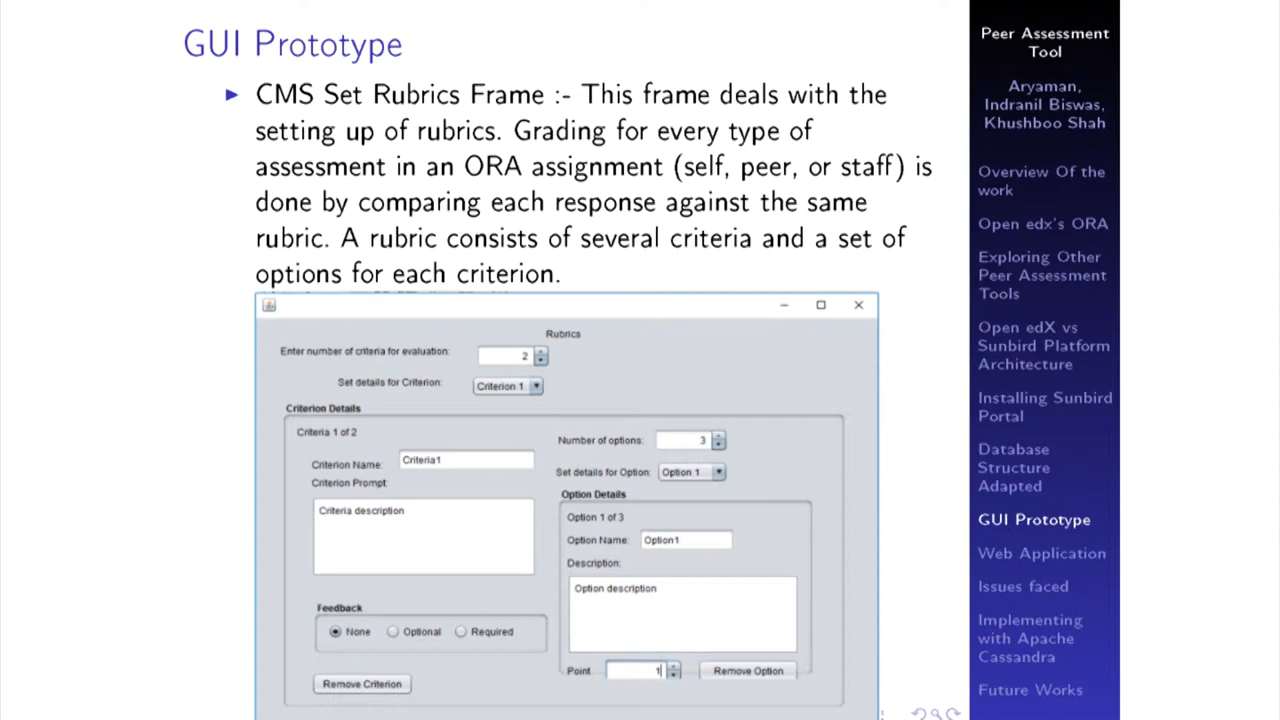 GUI Prototype
CMS Set Rubrics Frame :- This frame deals with the
setting up of rubrics. Grading for every type of
assessment in an ORA assignment (self, peer, or staff) is
done by comparing each response against the same
rubric. A rubric consists of several criteria and a set of
options for each criterion.
Rubrics
Enter number of criteria for evaluation: 2
Set details for Criterion: Criterion 1
Criterion Details
Criteria 1 of 2
Criterion Name: Criteria1
Criterion Prompt:
Criteria description
Feedback
None Optional Required
Remove Criterion
Number of options: 3
Set details for Option: Option 1
Option Details
Option 1 of 3
Option Name: Option1
Description:
Option description
Point 1 Remove Option
Peer Assessment
Tool
Aryaman,
Indranil Biswas,
Khushboo Shah
Overview Of the
work
Open edx's ORA
Exploring Other
Peer Assessment
Tools
Open edX vs
Sunbird Platform
Architecture
Installing Sunbird
Portal
Database
Structure
Adapted
GUI Prototype
Web Application
Issues faced
Implementing
with Apache
Cassandra
Future Works